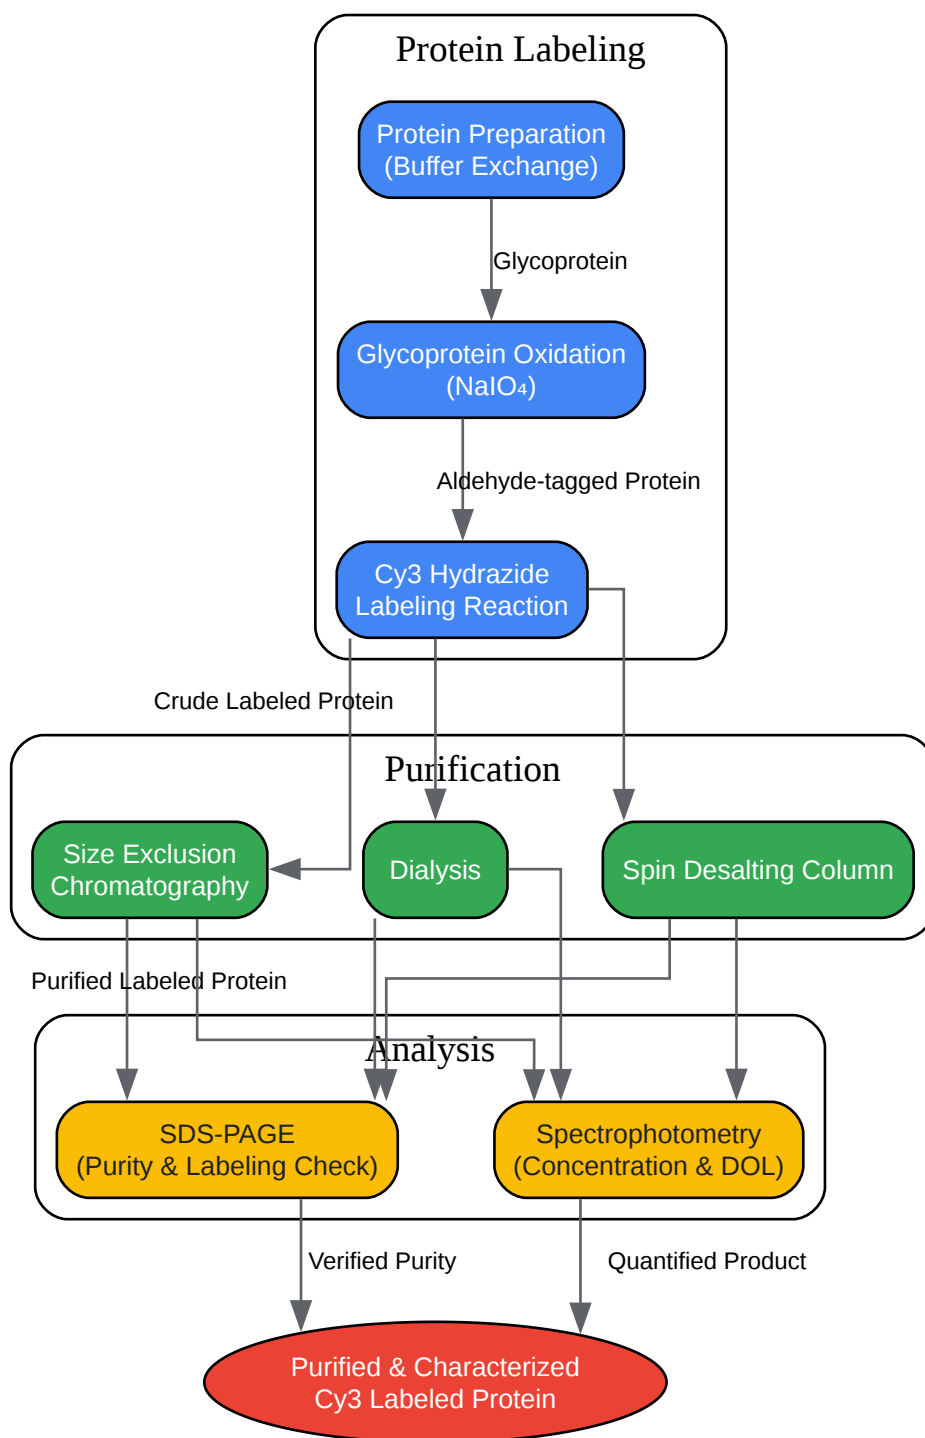 Protein Labeling
Protein Preparation
(Buffer Exchange)
Glycoprotein
Glycoprotein Oxidation
(NaIO₄)
Aldehyde-tagged Protein
Cy3 Hydrazide
Labeling Reaction
Crude Labeled Protein
Purification
Size Exclusion
Chromatography
Dialysis
Spin Desalting Column
Purified Labeled Protein
Analysis
SDS-PAGE
(Purity & Labeling Check)
Spectrophotometry
(Concentration & DOL)
Verified Purity
Quantified Product
Purified & Characterized
Cy3 Labeled Protein